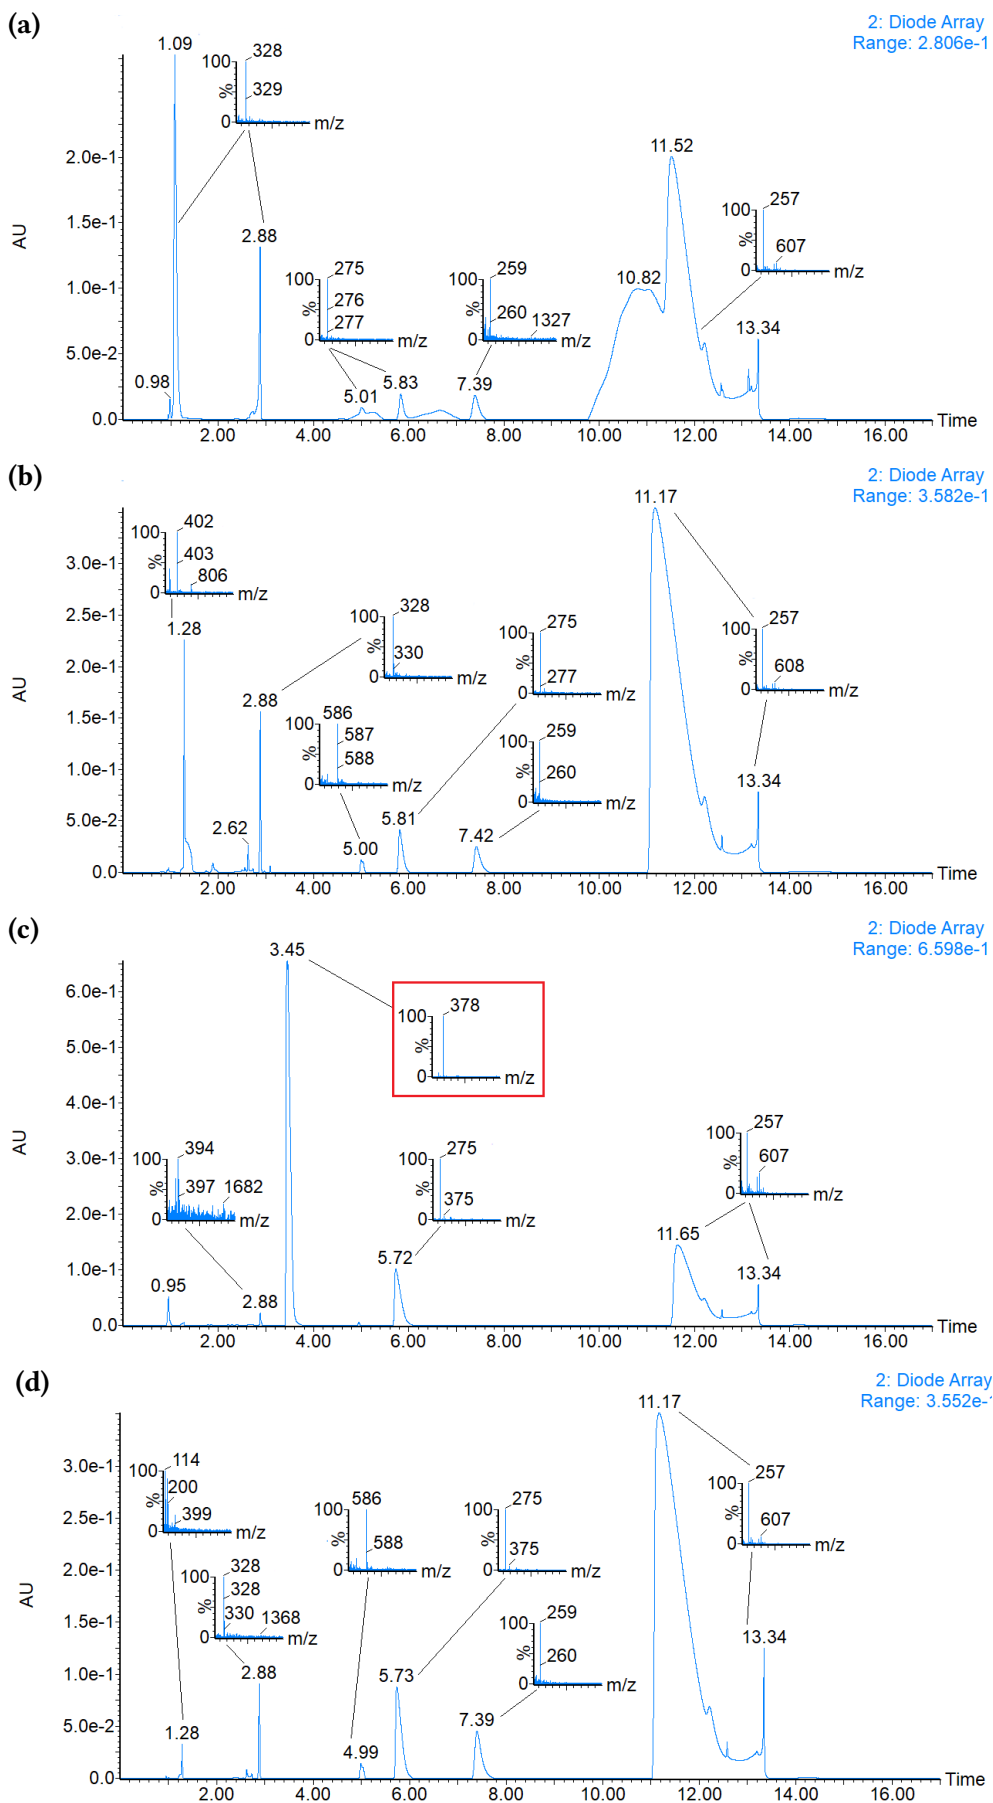 (a)
2: Diode Array
Range: 2.806e-1
AU
2.0e-1
1.5e-1
1.0e-1
5.0e-2
0.0
0.98
1.09
2.88
5.01
5.83
7.39
10.82
11.52
13.34
100
%
0
328
329
m/z
100
%
0
275
276
277
m/z
100
%
0
259
260
1327
m/z
100
%
0
257
607
m/z
2.00 4.00 6.00 8.00 10.00 12.00 14.00 16.00 Time
(b)
2: Diode Array
Range: 3.582e-1
AU
3.0e-1
2.5e-1
2.0e-1
1.5e-1
1.0e-1
5.0e-2
0.0
1.28
2.62
2.88
5.00
5.81
7.42
11.17
13.34
100
%
0
402
403
806
m/z
100
%
0
328
330
m/z
100
%
0
586
587
588
m/z
100
%
0
275
277
m/z
100
%
0
259
260
m/z
100
%
0
257
608
m/z
2.00 4.00 6.00 8.00 10.00 12.00 14.00 16.00 Time
(c)
2: Diode Array
Range: 6.598e-1
AU
6.0e-1
5.0e-1
4.0e-1
3.0e-1
2.0e-1
1.0e-1
0.0
0.95
2.88
3.45
5.72
11.65
13.34
100
%
0
394
397
1682
m/z
100
%
0
378
m/z
100
%
0
275
375
m/z
100
%
0
257
607
m/z
2.00 4.00 6.00 8.00 10.00 12.00 14.00 16.00 Time
(d)
2: Diode Array
Range: 3.552e-1
AU
3.0e-1
2.5e-1
2.0e-1
1.5e-1
1.0e-1
5.0e-2
0.0
1.28
2.88
4.99
5.73
7.39
11.17
13.34
100
%
0
114
200
399
m/z
100
%
0
328
328
330
1368
m/z
100
%
0
586
588
m/z
100
%
0
275
375
m/z
100
%
0
259
260
m/z
100
%
0
257
607
m/z
2.00 4.00 6.00 8.00 10.00 12.00 14.00 16.00 Time